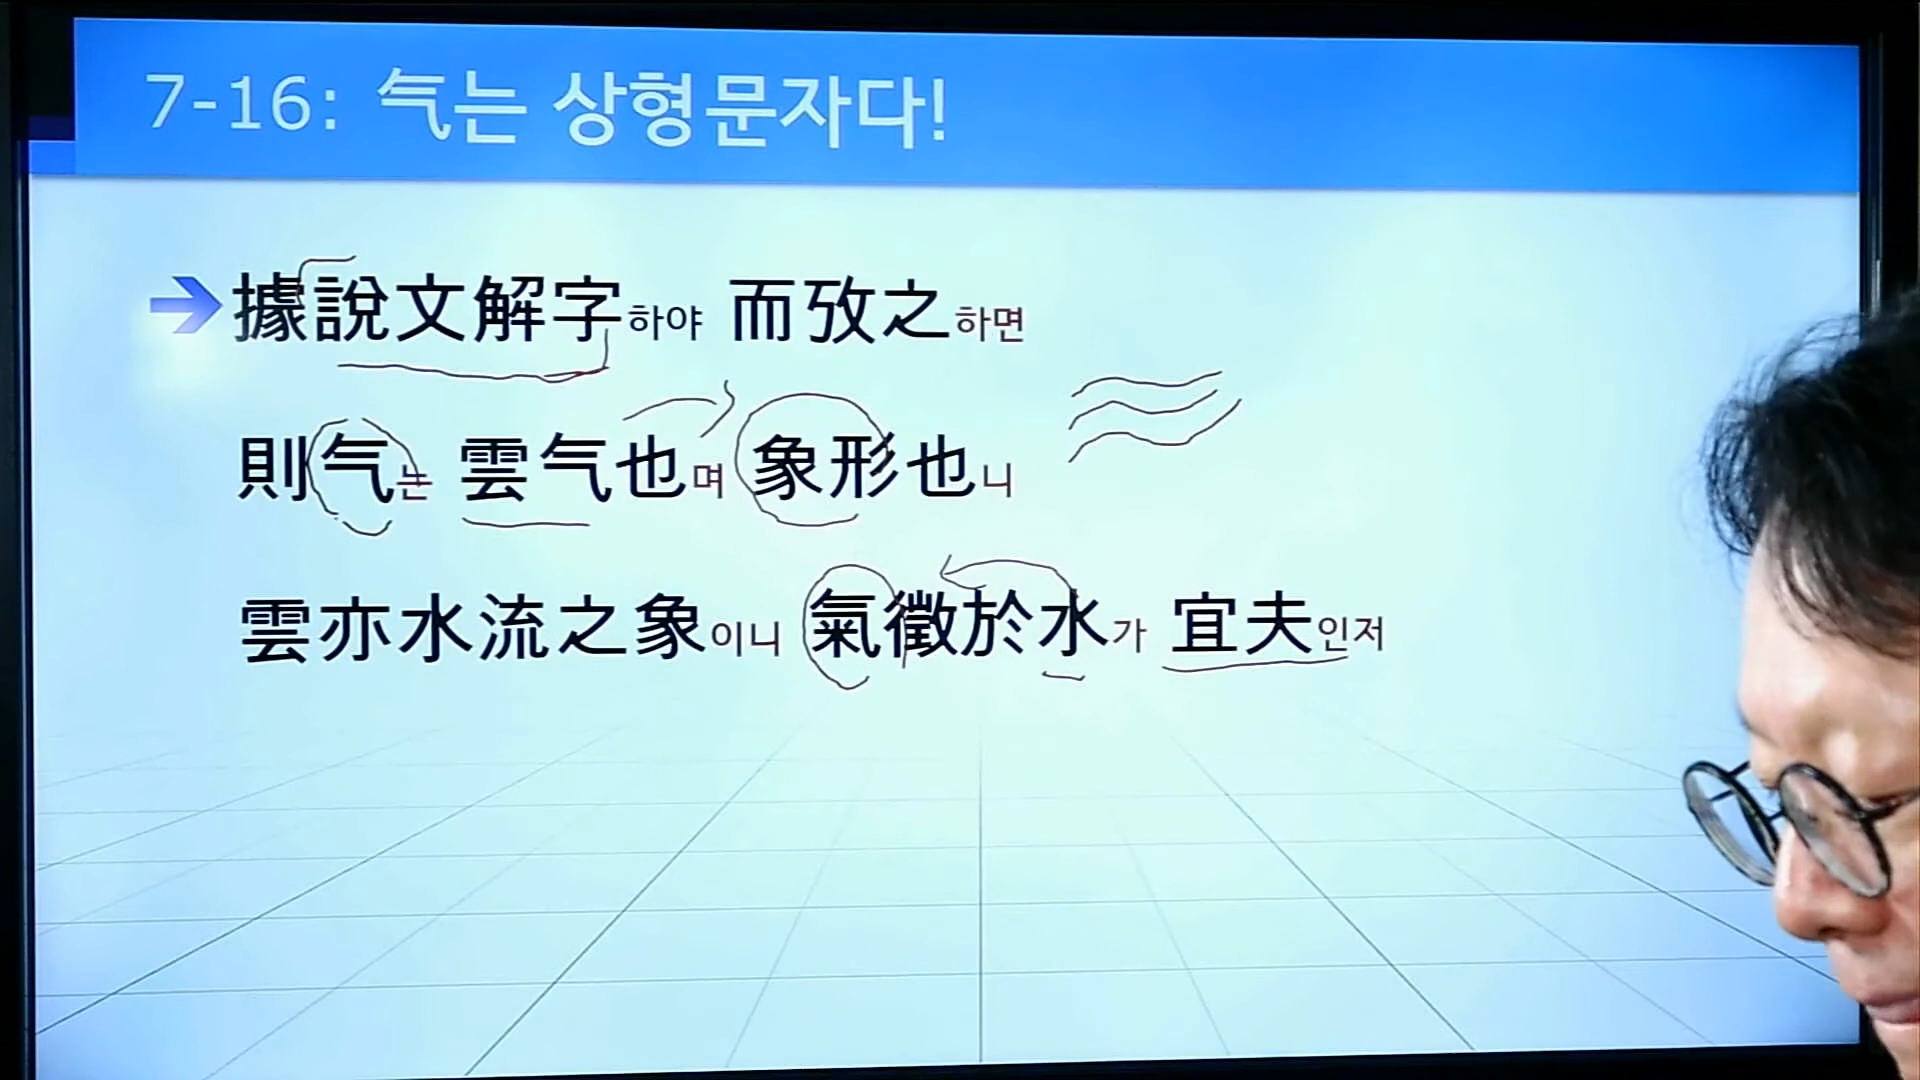 7-16: 气는 상형문자다!
據說文解字하야 而攷之하면
則气는 雲气也며 象形也니
雲亦水流之象이니 氣徵於水가 宜夫인저